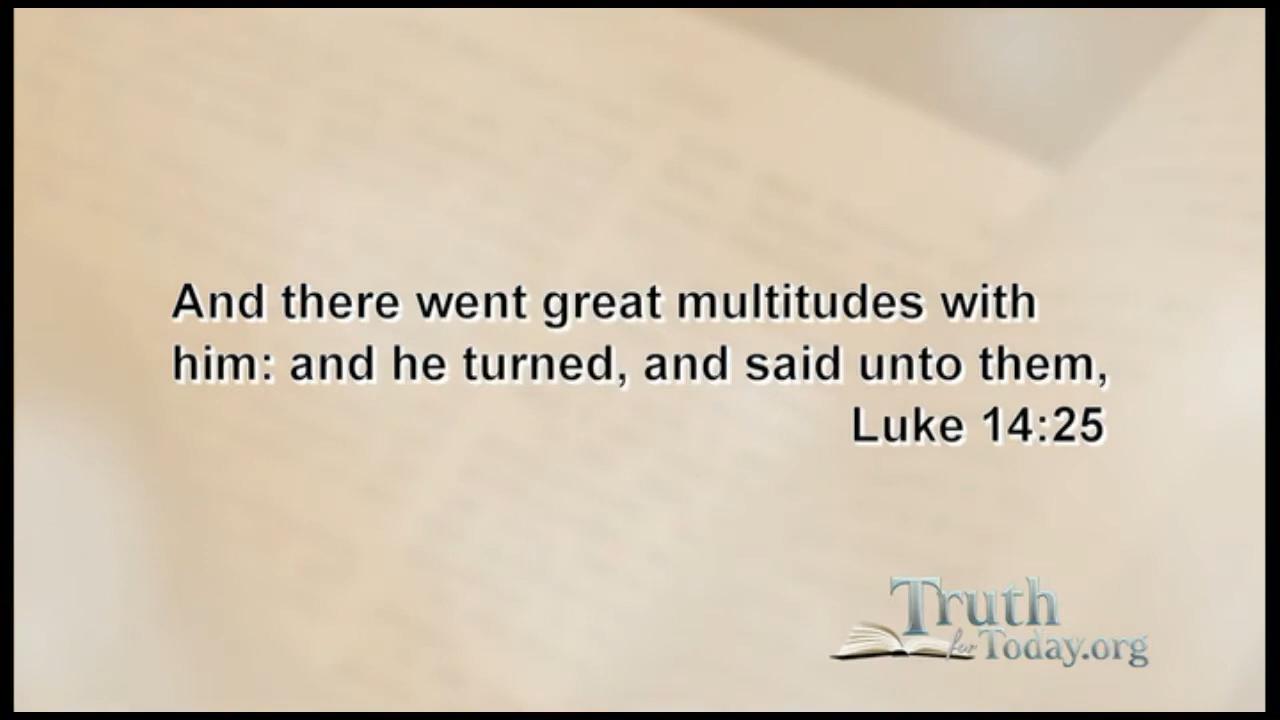 And there went great multitudes with
him: and he turned, and said unto them,
Luke 14:25
Truth
for Today.org